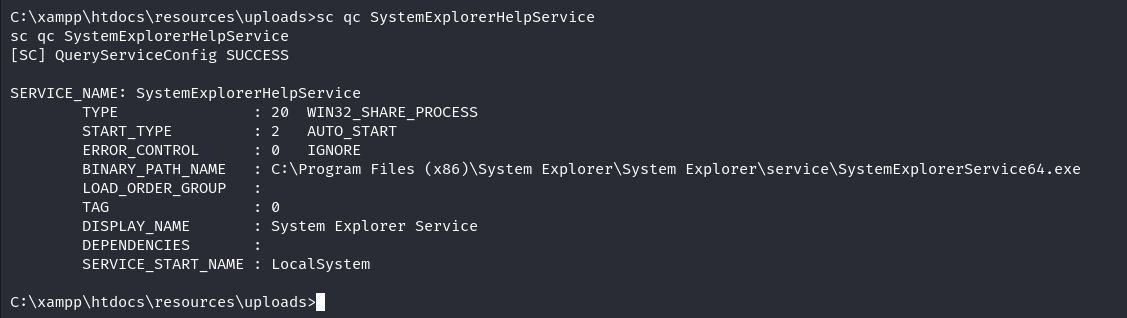 C:\xampp\htdocs\resources\uploads>sc qc SystemExplorerHelpService
sc qc SystemExplorerHelpService
[SC] QueryServiceConfig SUCCESS

SERVICE_NAME: SystemExplorerHelpService
        TYPE               : 20  WIN32_SHARE_PROCESS
        START_TYPE         : 2   AUTO_START
        ERROR_CONTROL      : 0   IGNORE
        BINARY_PATH_NAME   : C:\Program Files (x86)\System Explorer\System Explorer\service\SystemExplorerService64.exe
        LOAD_ORDER_GROUP   :
        TAG                : 0
        DISPLAY_NAME       : System Explorer Service
        DEPENDENCIES       :
        SERVICE_START_NAME : LocalSystem

C:\xampp\htdocs\resources\uploads>